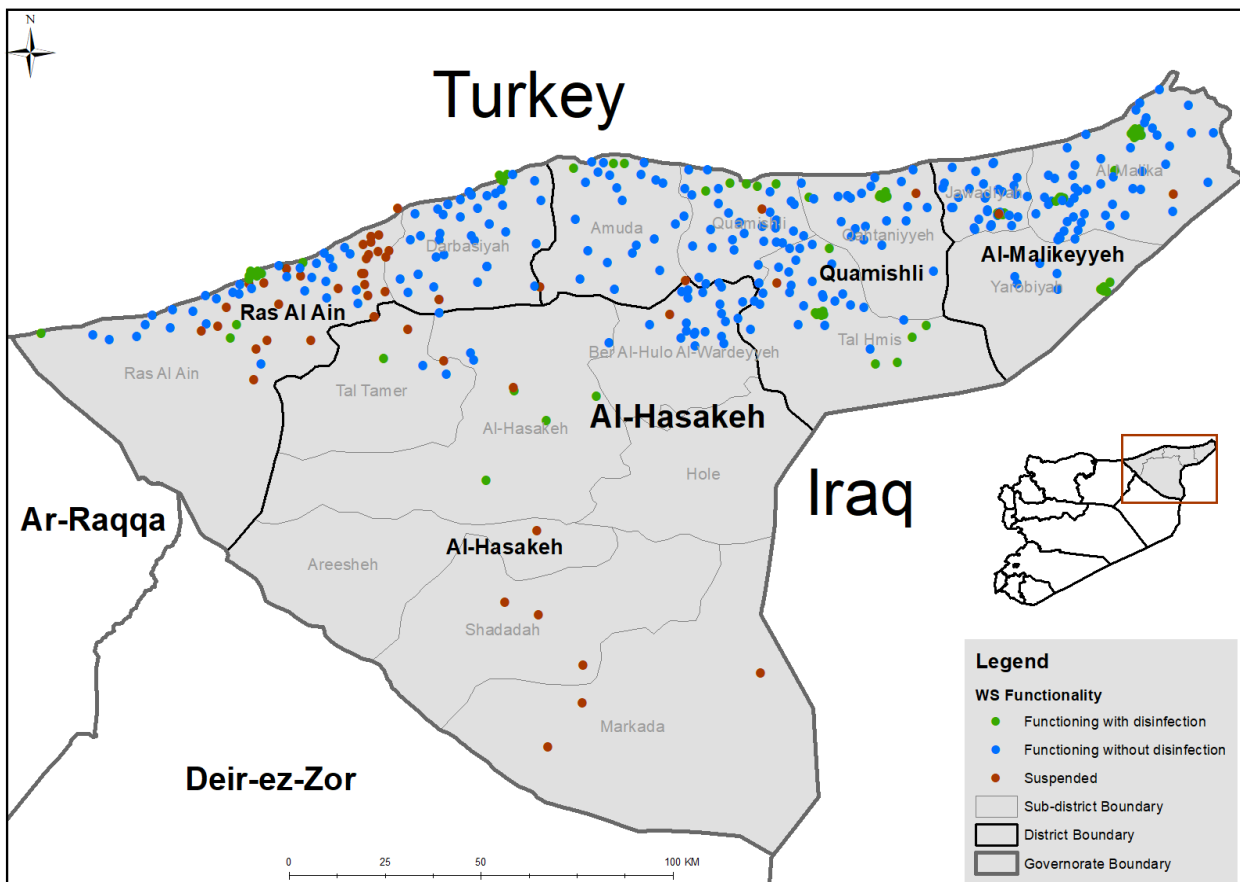 N
Turkey
Al Malika
Jawadiyah
Amuda
Quamishli
Qahtaniyyeh
Darbasiyah
Al-Malikeyyeh
Quamishli
Yarobiyah
Ras Al Ain
Tal Hmis
Ber Al-Hulo Al-Wardeyyeh
Ras Al Ain
Tal Tamer
Al-Hasakeh
Al-Hasakeh
Hole
Iraq
Ar-Raqqa
Al-Hasakeh
Areesheh
Shadadah
Markada
Deir-ez-Zor
Legend
WS Functionality
Functioning with disinfection
Functioning without disinfection
Suspended
Sub-district Boundary
District Boundary
Governorate Boundary
0 25 50 100 KM